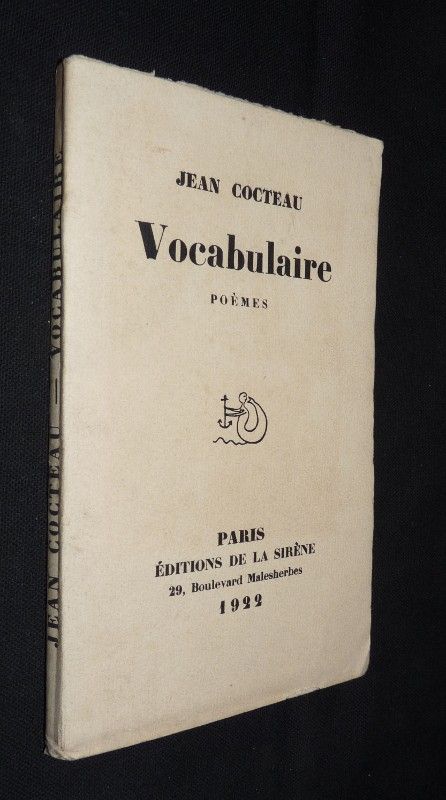 JEAN COCTEAU
Vocabulaire
POÈMES
PARIS
ÉDITIONS DE LA SIRÈNE
29, Boulevard Malesherbes
1922
JEAN COCTEAU — VOCABULAIRE